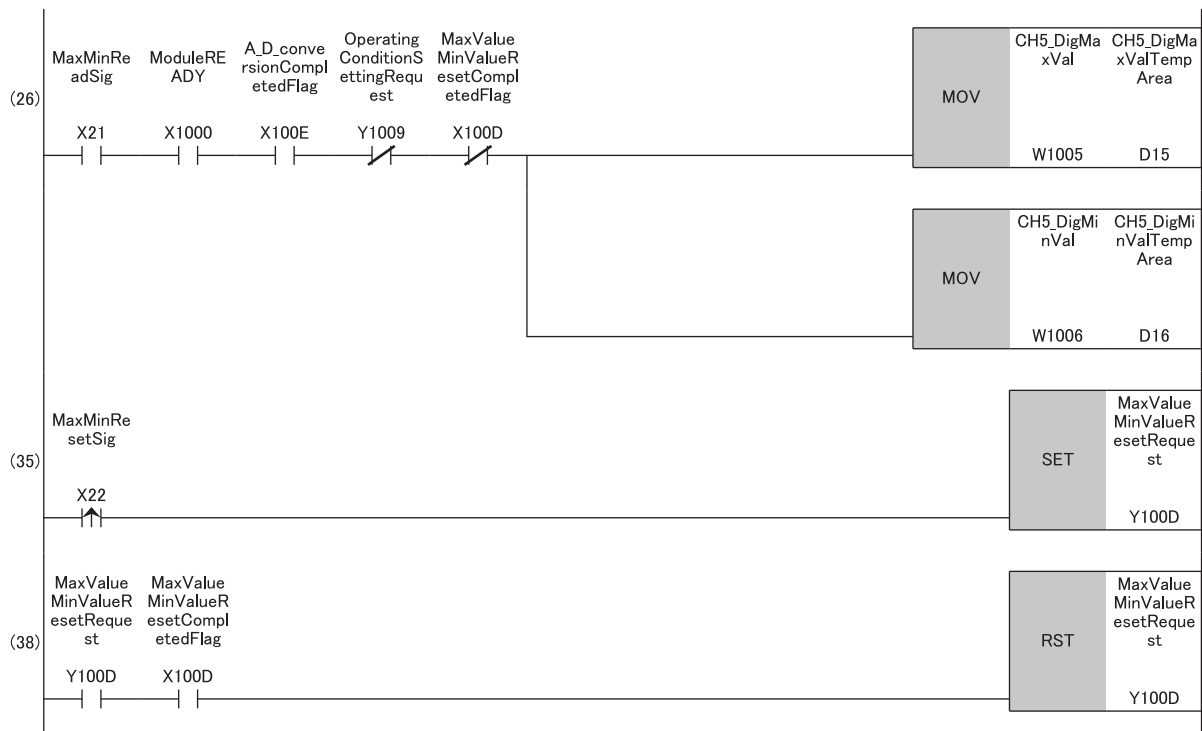 MaxMinRe
adSig
ModuleRE
ADY
A_D_conve
rsionCompl
etedFlag
Operating
ConditionS
ettingRequ
est
MaxValue
MinValueR
esetCompl
etedFlag
CH5_DigMa
xVal
CH5_DigMa
xValTemp
Area
(26)
MOV
X21
X1000
X100E
Y1009
X100D
W1005
D15
CH5_DigMi
nVal
CH5_DigMi
nValTemp
Area
MOV
W1006
D16
MaxMinRe
setSig
MaxValue
MinValueR
esetReque
st
(35)
SET
X22
Y100D
MaxValue
MinValueR
esetReque
st
MaxValue
MinValueR
esetCompl
etedFlag
MaxValue
MinValueR
esetReque
st
(38)
RST
Y100D
X100D
Y100D